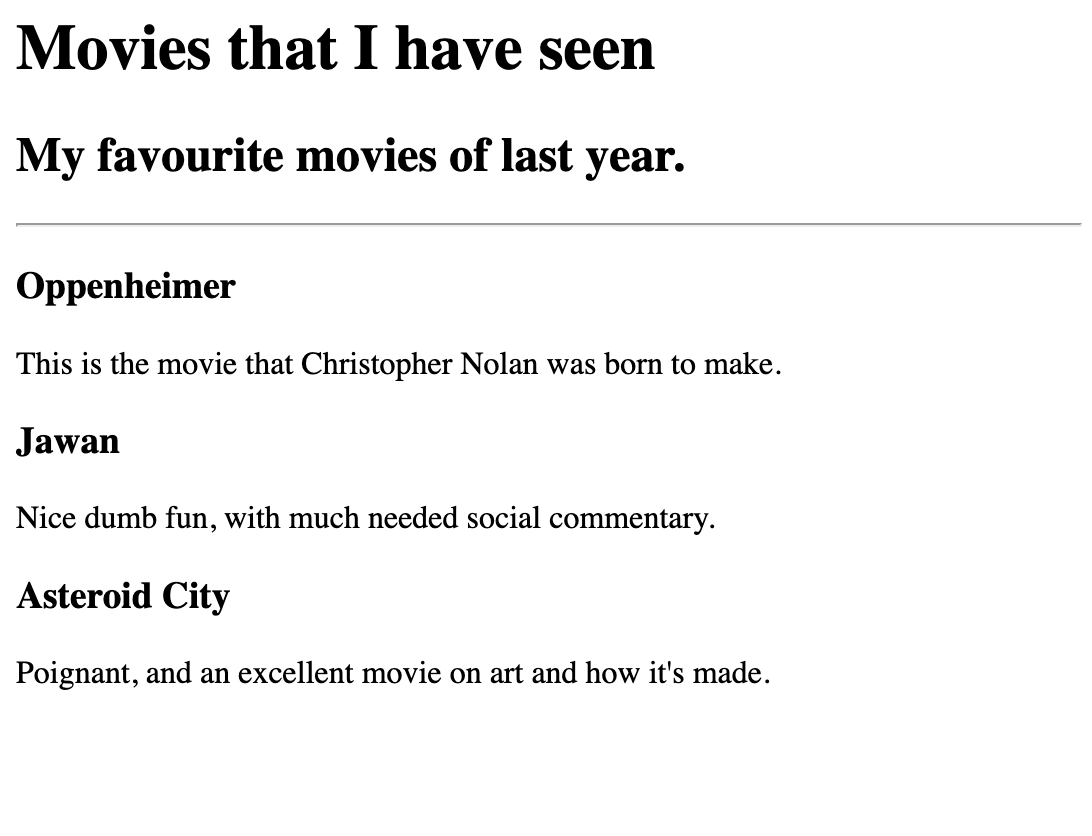 Movies that I have seen
My favourite movies of last year.
Oppenheimer
This is the movie that Christopher Nolan was born to make.
Jawan
Nice dumb fun, with much needed social commentary.
Asteroid City
Poignant, and an excellent movie on art and how it's made.